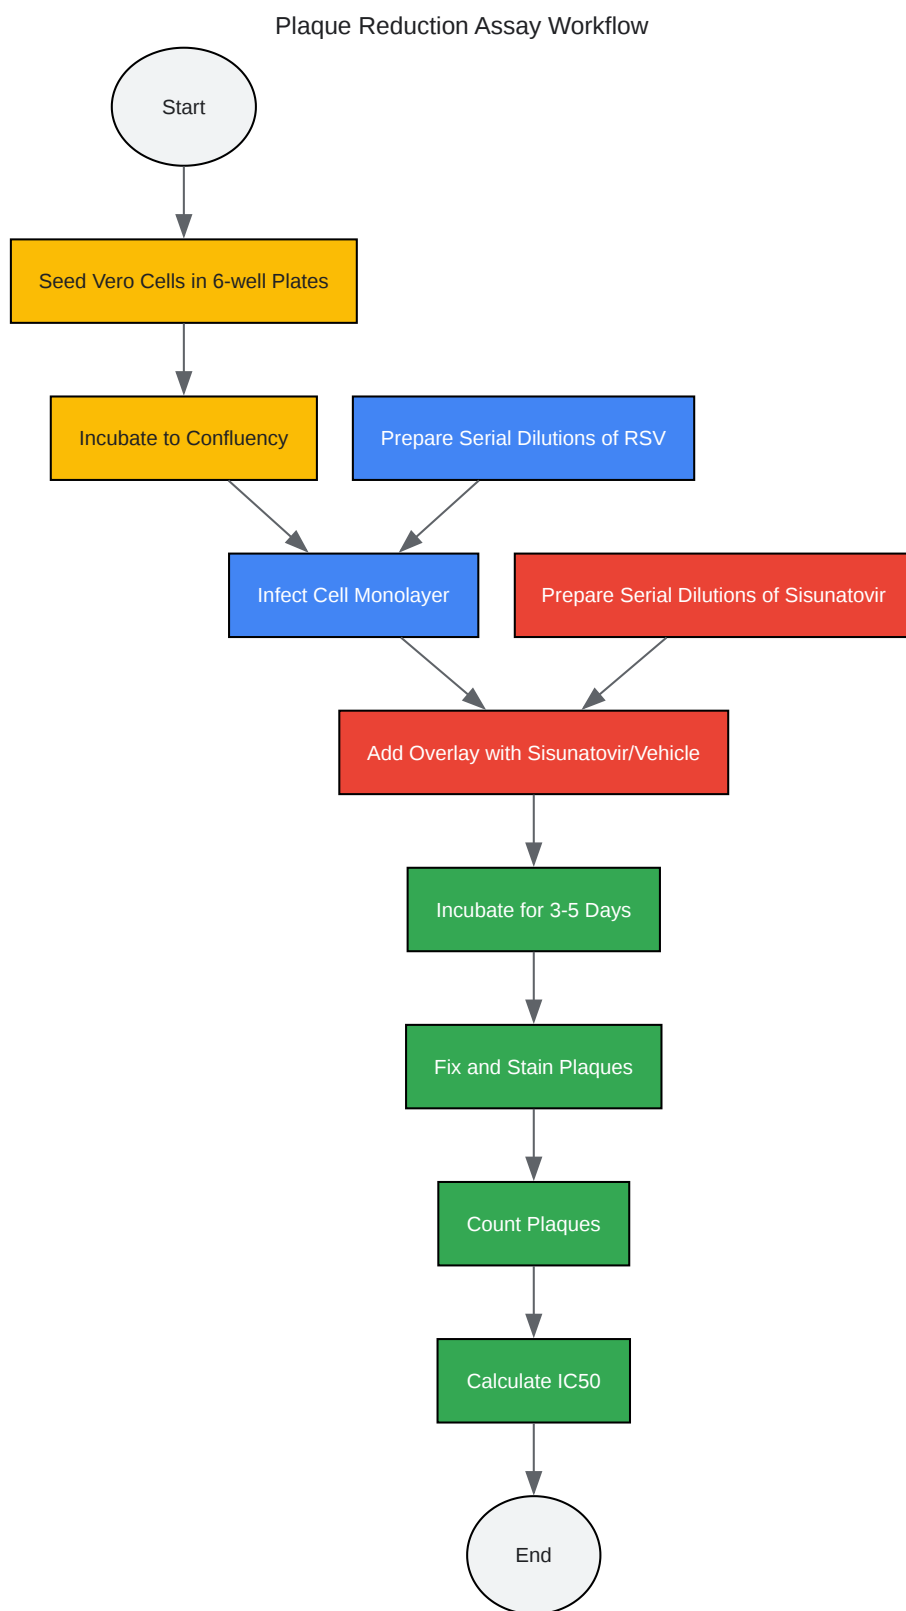 Plaque Reduction Assay Workflow
Start
Seed Vero Cells in 6-well Plates
Incubate to Confluency
Prepare Serial Dilutions of RSV
Infect Cell Monolayer
Prepare Serial Dilutions of Sisunatovir
Add Overlay with Sisunatovir/Vehicle
Incubate for 3-5 Days
Fix and Stain Plaques
Count Plaques
Calculate IC50
End